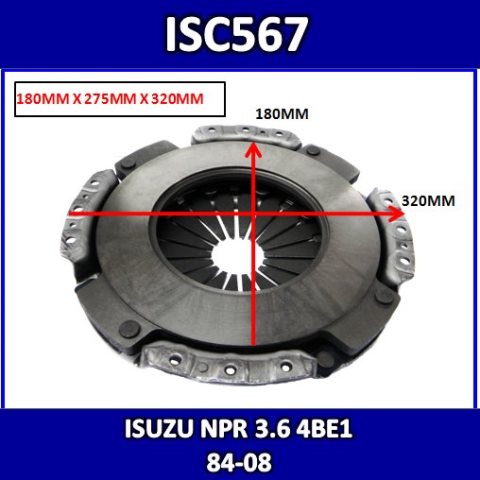 ISC567
180MM X 275MM X 320MM
180MM
320MM
ISUZU NPR 3.6 4BE1
84-08